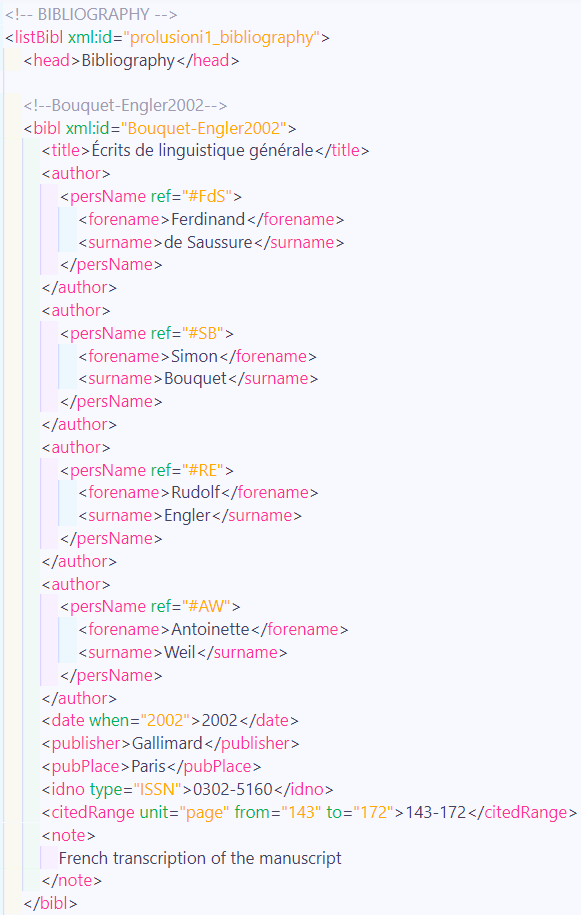 <!-- BIBLIOGRAPHY -->
<listBibl xml:id="prolusioni1_bibliography">
<head>Bibliography</head>
<!--Bouquet-Engler2002-->
<bibl xml:id="Bouquet-Engler2002">
<title>Écrits de linguistique générale</title>
<author>
<persName ref="#FdS">
<forename>Ferdinand</forename>
<surname>de Saussure</surname>
</persName>
</author>
<author>
<persName ref="#SB">
<forename>Simon</forename>
<surname>Bouquet</surname>
</persName>
</author>
<author>
<persName ref="#RE">
<forename>Rudolf</forename>
<surname>Engler</surname>
</persName>
</author>
<author>
<persName ref="#AW">
<forename>Antoinette</forename>
<surname>Weil</surname>
</persName>
</author>
<date when="2002">2002</date>
<publisher>Gallimard</publisher>
<pubPlace>Paris</pubPlace>
<idno type="ISSN">0302-5160</idno>
<citedRange unit="page" from="143" to="172">143-172</citedRange>
<note>
French transcription of the manuscript
</note>
</bibl>